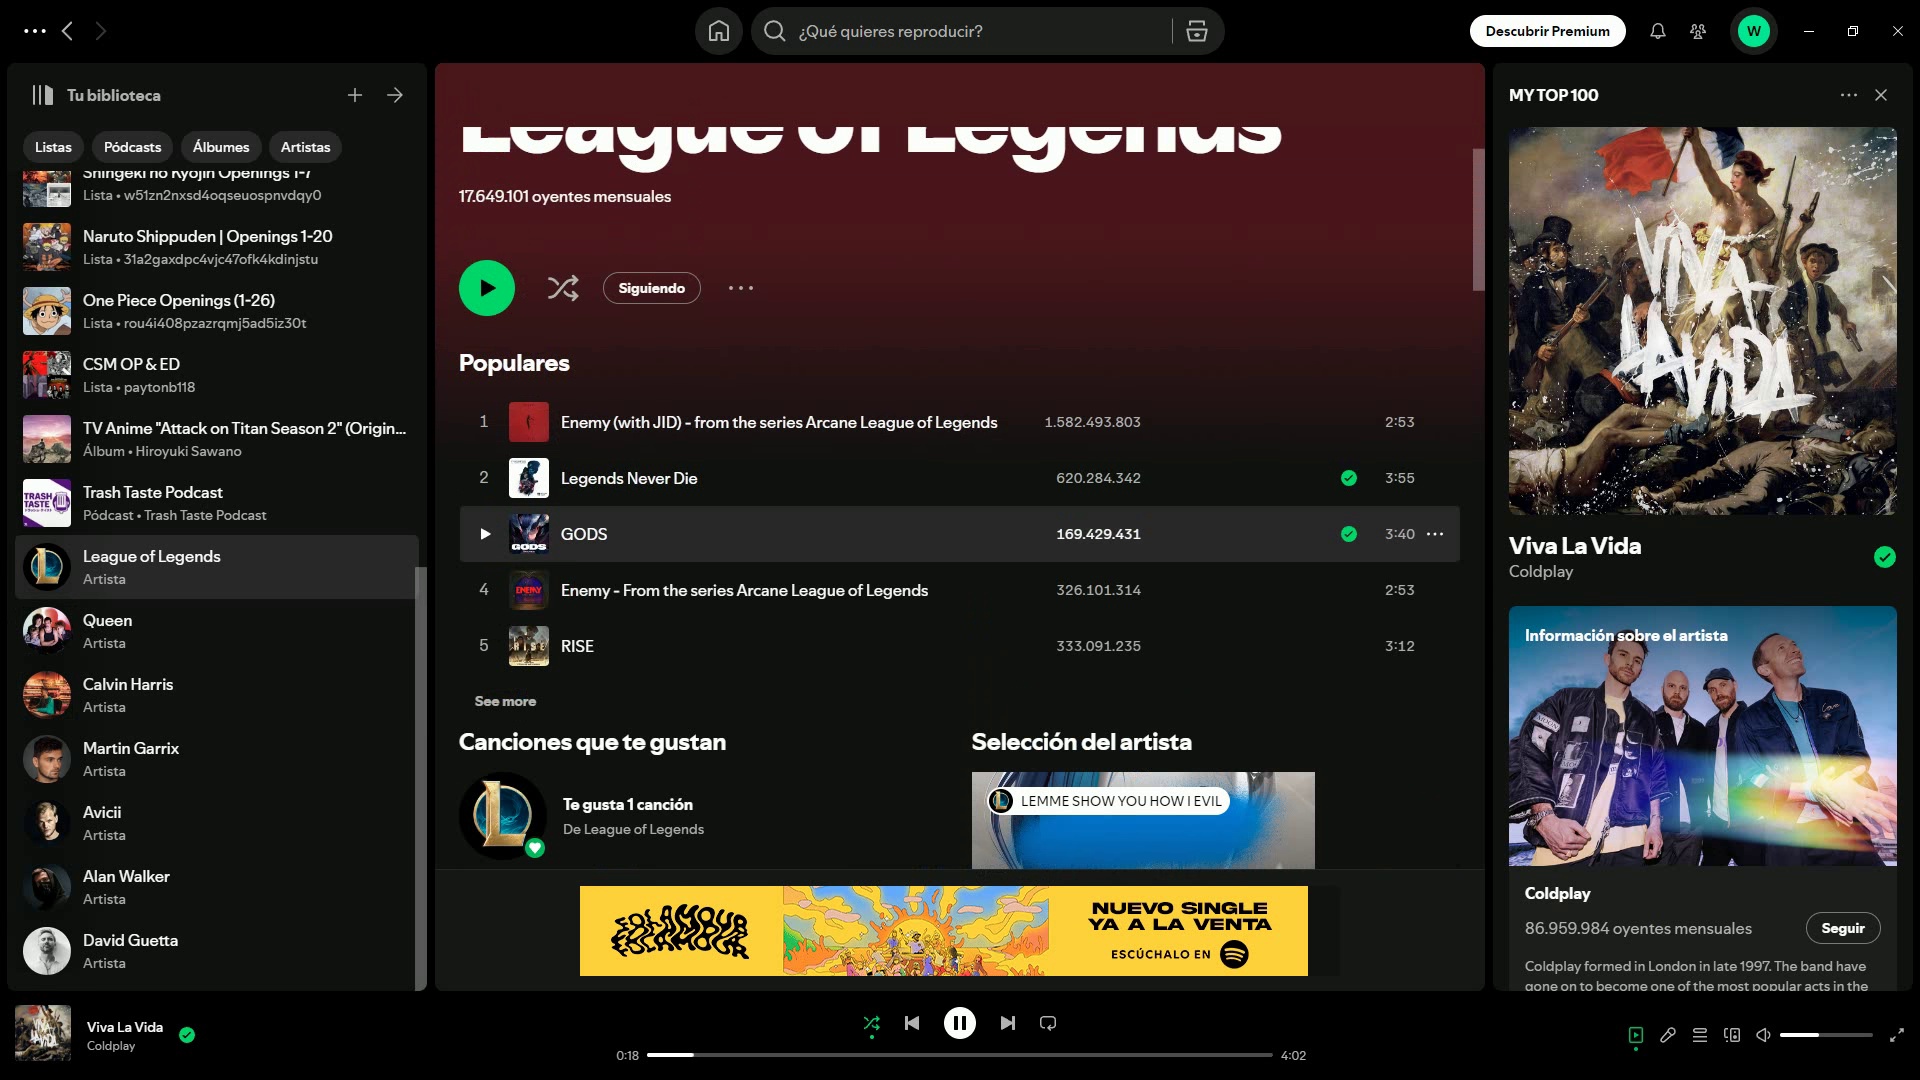 ¿Qué quieres reproducir?
Descubrir Premium
W
Tu biblioteca
Listas
Pódcasts
Álbumes
Artistas
Shingeki no Kyojin Openings 1-7
Lista • w51zn2nxsd4oqseuospnvdqy0
Naruto Shippuden | Openings 1-20
Lista • 31a2gaxdpc4vjc47ofk4kdinjstu
One Piece Openings (1-26)
Lista • rou4i408pzazrqmj5ad5iz30t
CSM OP & ED
Lista • paytonb118
TV Anime "Attack on Titan Season 2" (Origin...
Álbum • Hiroyuki Sawano
TRASH
TASTE
Trash Taste Podcast
Pódcast • Trash Taste Podcast
League of Legends
Artista
Queen
Artista
Calvin Harris
Artista
Martin Garrix
Artista
Avicii
Artista
Alan Walker
Artista
David Guetta
Artista
League of Legends
17.649.101 oyentes mensuales
Siguiendo
Populares
1 Enemy (with JID) - from the series Arcane League of Legends 1.582.493.803 2:53
2 Legends Never Die 620.284.342 3:55
GODS GODS 169.429.431 3:40
4 ENEMY Enemy - From the series Arcane League of Legends 326.101.314 2:53
5 RISE RISE 333.091.235 3:12
See more
Canciones que te gustan
Te gusta 1 canción
De League of Legends
Selección del artista
LEMME SHOW YOU HOW I EVIL
FOLAMOUR
FOLAMOUR
NUEVO SINGLE
YA A LA VENTA
ESCÚCHALO EN
MY TOP 100
VIVA
LA VIDA
Viva La Vida
Coldplay
Información sobre el artista
Coldplay
86.959.984 oyentes mensuales
Seguir
Coldplay formed in London in late 1997. The band have
gone on to become one of the most popular acts in the
Viva La Vida
Coldplay
0:18
4:02